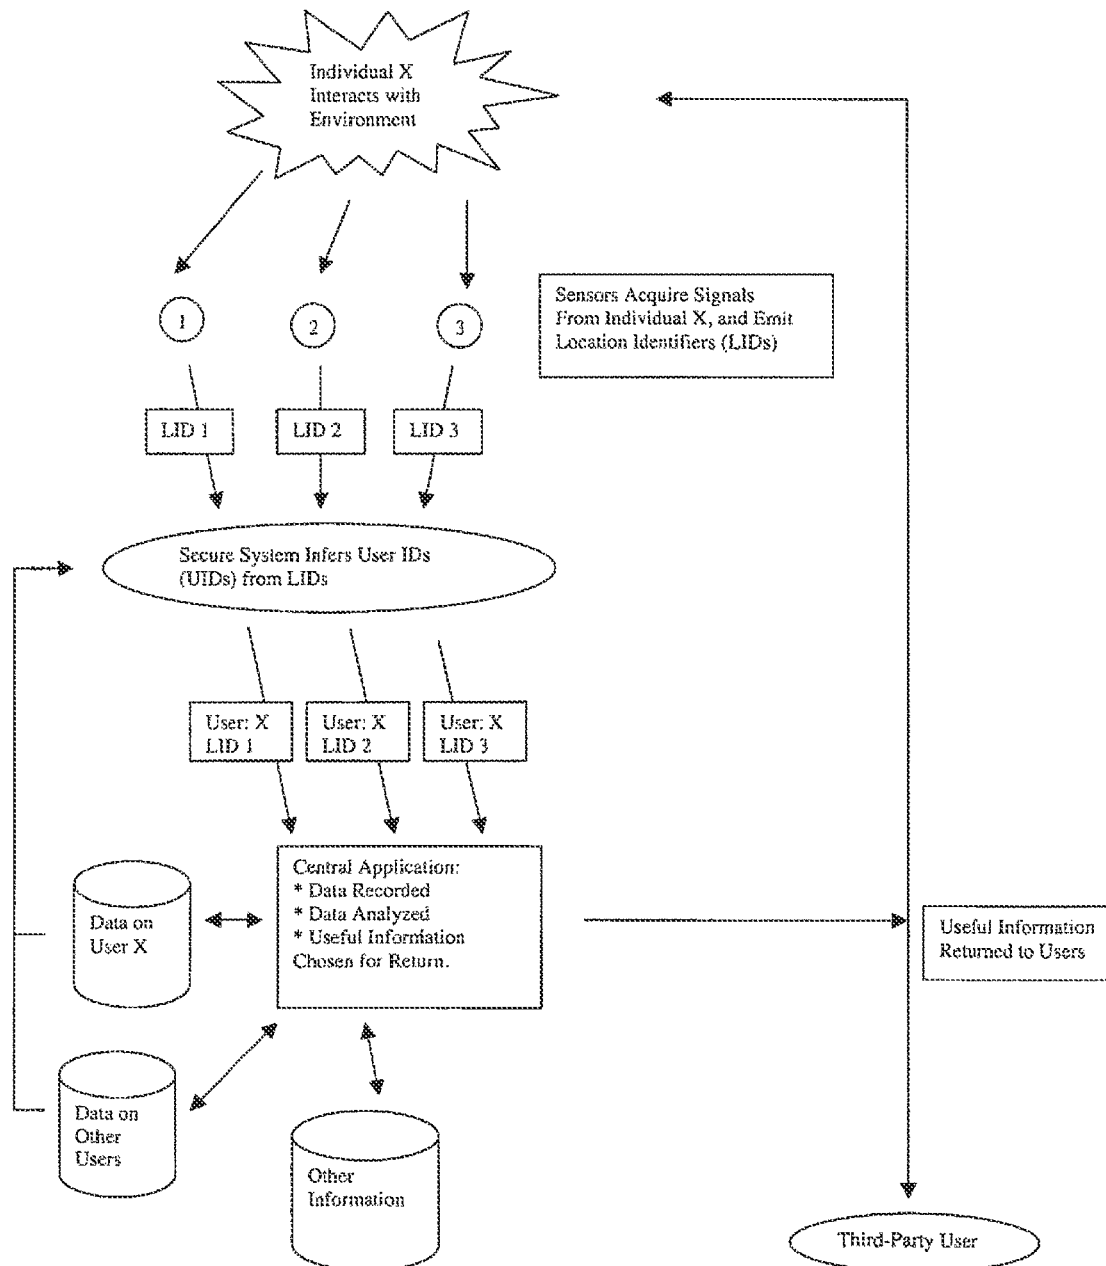 Individual X
Interacts with
Environment
Sensors Acquire Signals
From Individual X, and Emit
Location Identifiers (LIDs)
1
2
3
LID 1
LID 2
LID 3
Secure System Infers User IDs
(UIDs) from LIDs
User: X
LID 1
User: X
LID 2
User: X
LID 3
Central Application:
* Data Recorded
* Data Analyzed
* Useful Information
Chosen for Return.
Data on
User X
Useful Information
Returned to Users
Data on
Other
Users
Other
Information
Third-Party User